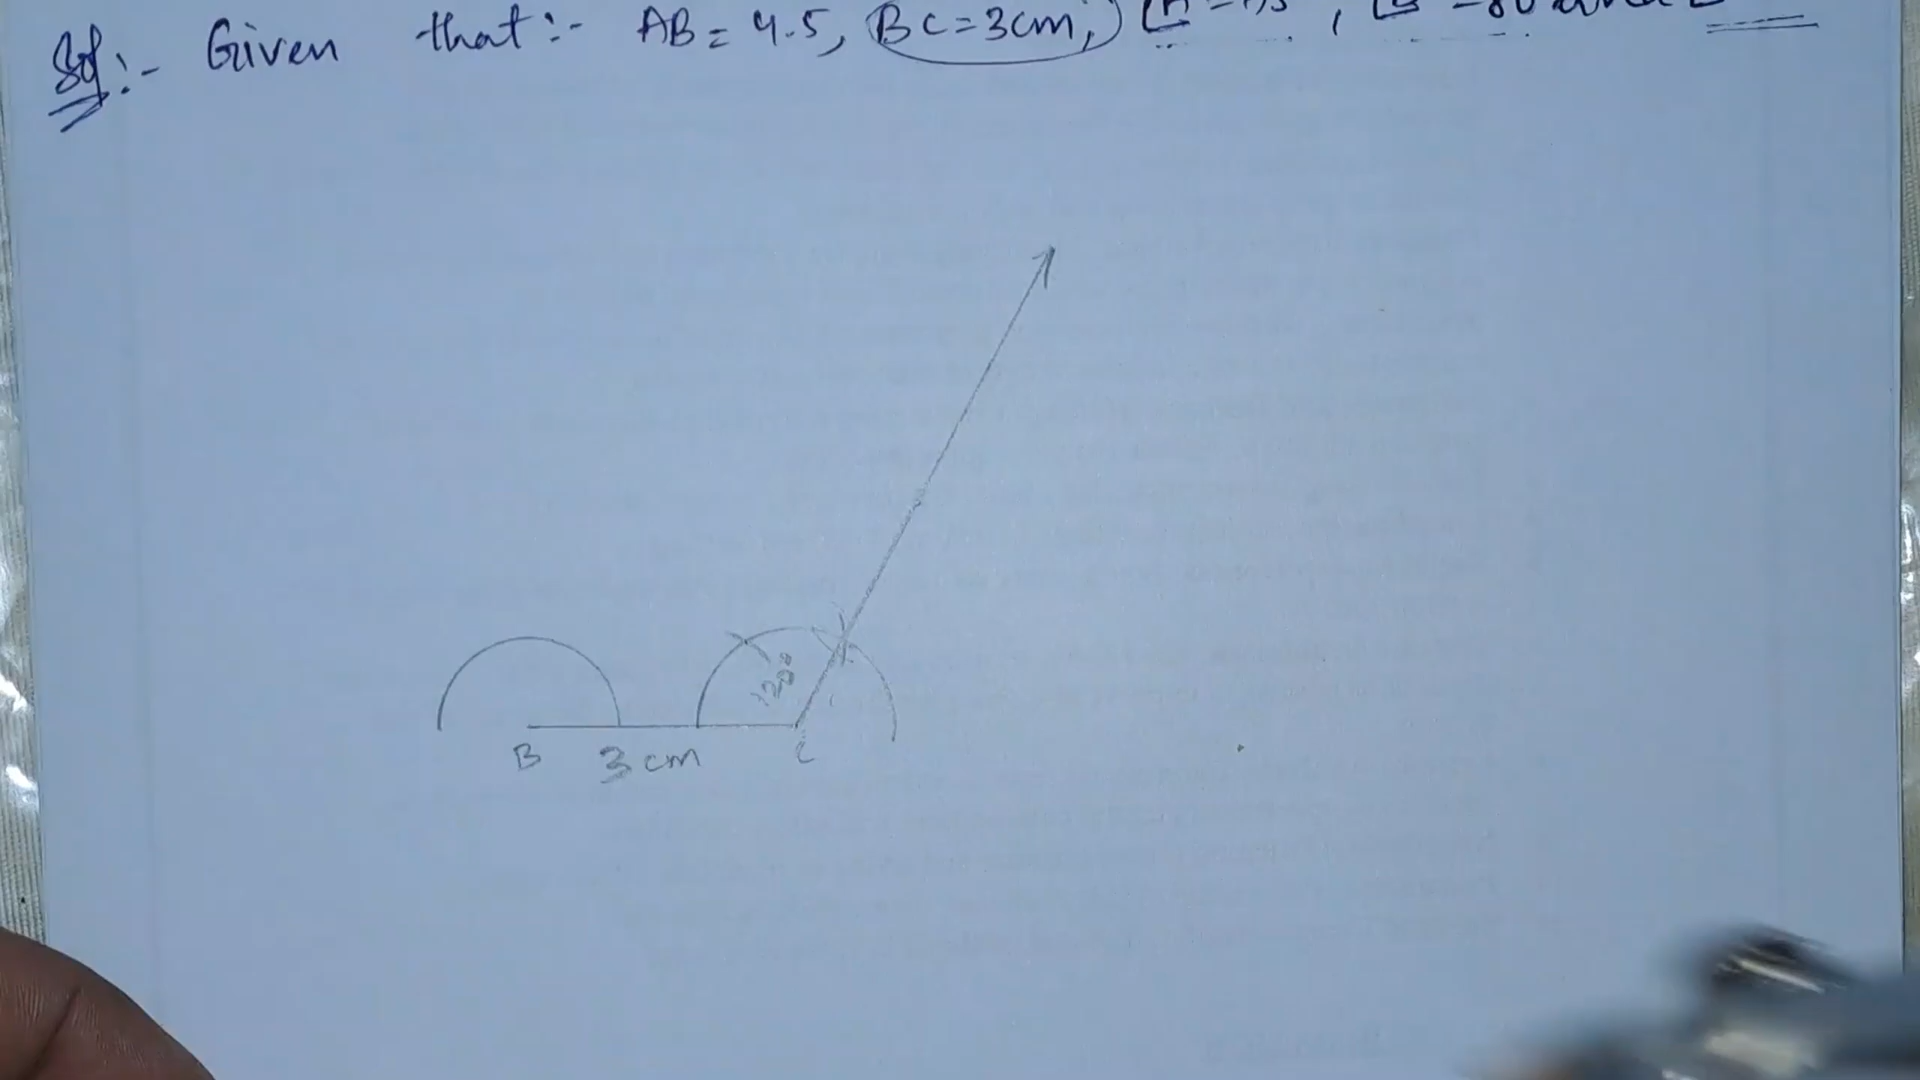 Sol:- Given that:- AB = 4.5, BC = 3cm,
120°
B 3 cm C